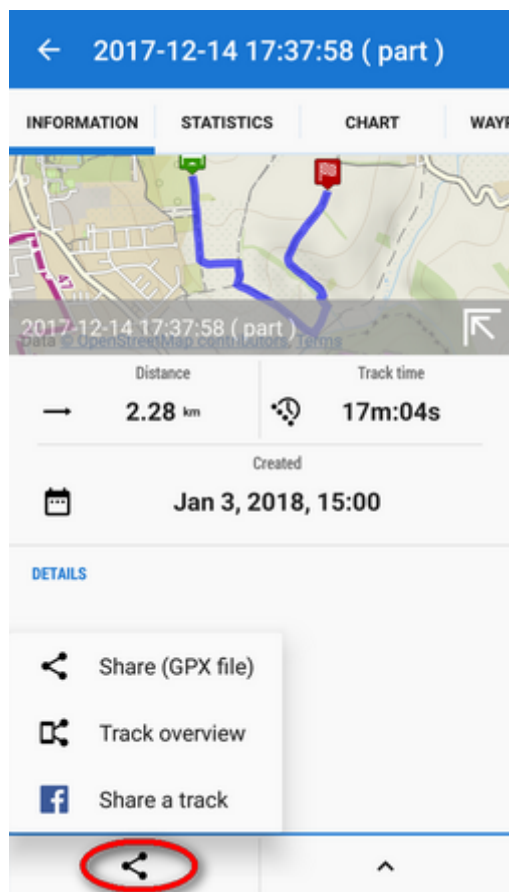 2017-12-14 17:37:58 ( part )
INFORMATION STATISTICS CHART WAYP
47
2017-12-14 17:37:58 ( part )
Data © OpenStreetMap contributors, Terms
Distance Track time
2.28 km 17m:04s
Created
Jan 3, 2018, 15:00
DETAILS
Share (GPX file)
Track overview
Share a track